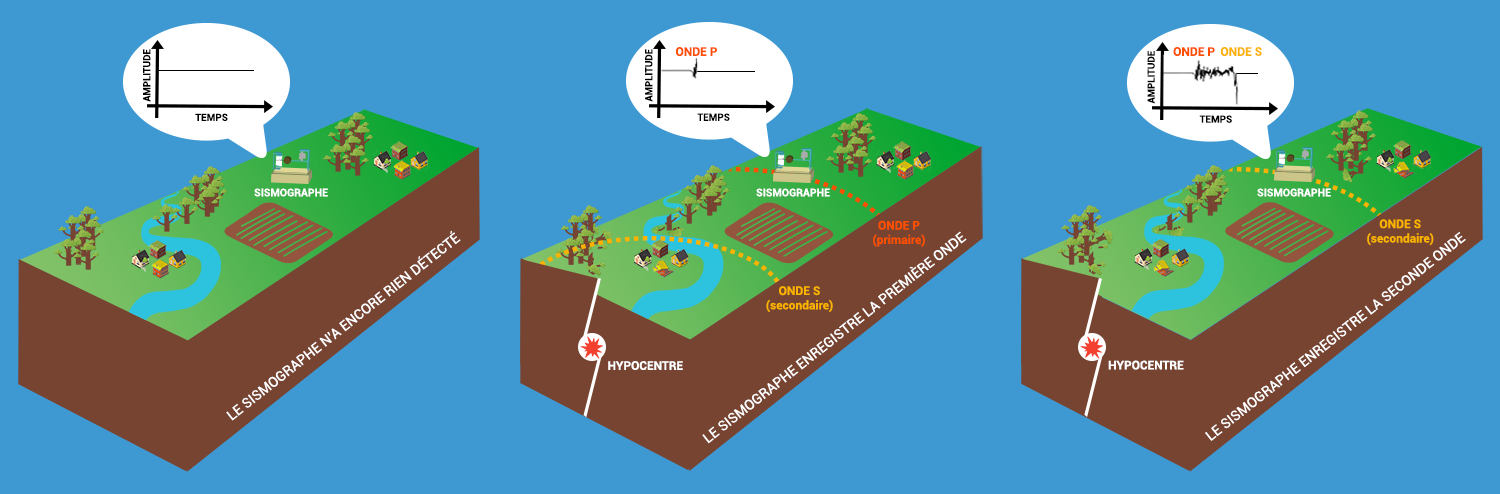 AMPLITUDE
TEMPS
SISMOGRAPHE
LE SISMOGRAPHE N'A ENCORE RIEN DÉTECTÉ
AMPLITUDE
ONDE P
TEMPS
SISMOGRAPHE
ONDE P
(primaire)
ONDE S
(secondaire)
HYPOCENTRE
LE SISMOGRAPHE ENREGISTRE LA PREMIÈRE ONDE
AMPLITUDE
ONDE P ONDE S
TEMPS
SISMOGRAPHE
ONDE S
(secondaire)
HYPOCENTRE
LE SISMOGRAPHE ENREGISTRE LA SECONDE ONDE